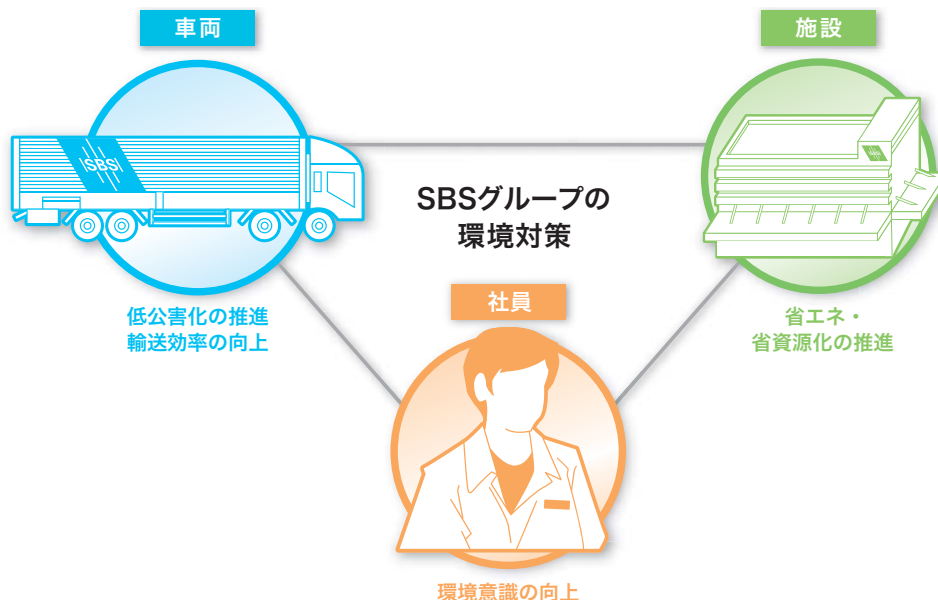 車両
施設
SBS
SBSグループの
環境対策
低公害化の推進
輸送効率の向上
社員
省エネ・
省資源化の推進
環境意識の向上